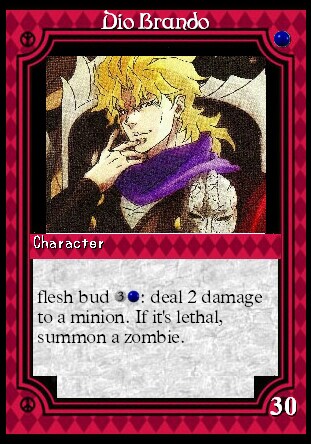 Dio Brando
Character
flesh bud 3: deal 2 damage
to a minion. If it's lethal,
summon a zombie.
30